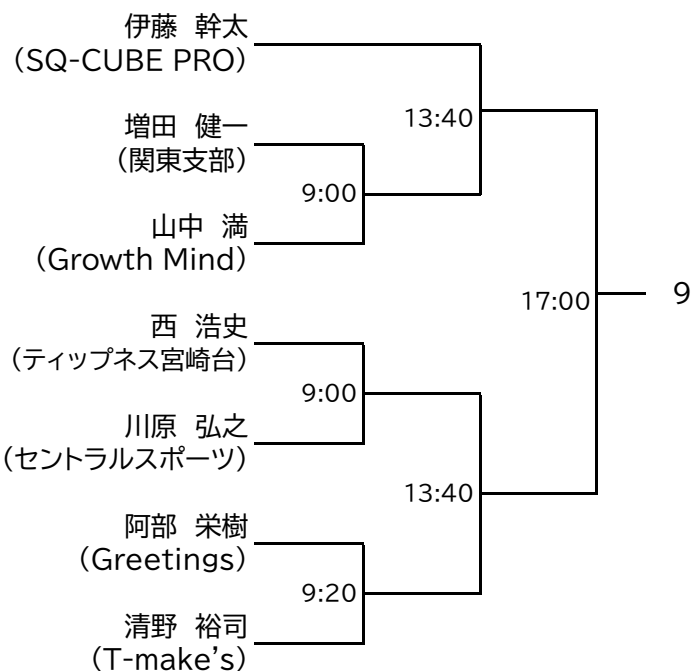 伊藤 幹太
(SQ-CUBE PRO)
13:40
増田 健一
(関東支部)
9:00
山中 満
(Growth Mind)
17:00
9
西 浩史
(ティップネス宮崎台)
9:00
川原 弘之
(セントラルスポーツ)
13:40
阿部 栄樹
(Greetings)
9:20
清野 裕司
(T-make’s)